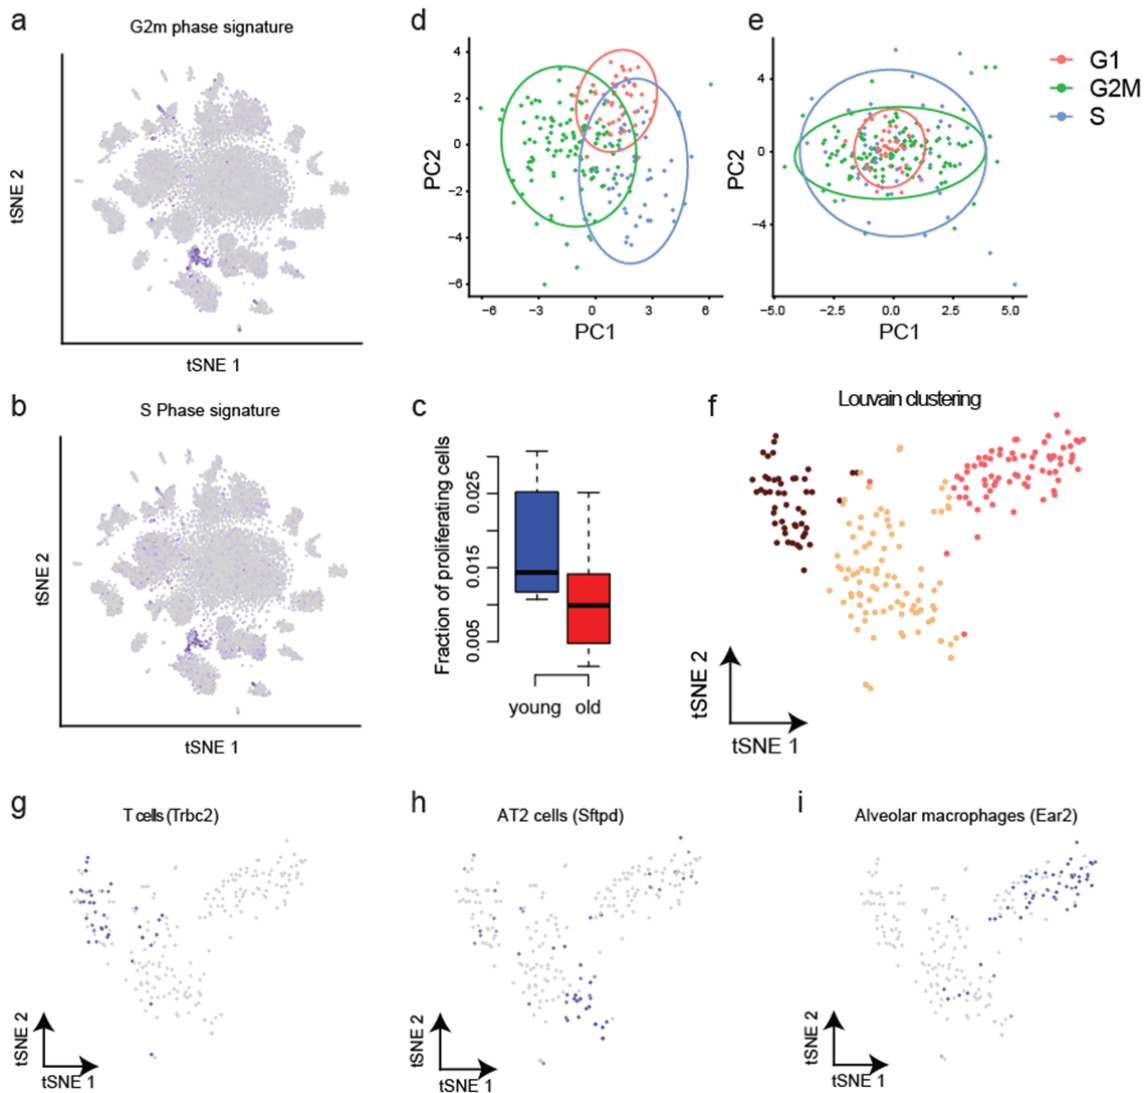 a
G2m phase signature
tSNE 2
tSNE 1
d
4
2
0
−2
−4
−6
PC2
−6 −3 0 3 6
PC1
e
4
0
−4
PC2
−5.0 −2.5 0.0 2.5 5.0
PC1
G1
G2M
S
b
S Phase signature
tSNE 2
tSNE 1
c
Fraction of proliferating cells
0.005 0.015 0.025
young old
f
Louvain clustering
tSNE 2
tSNE 1
g
T cells (Trbc2)
tSNE 2
tSNE 1
h
AT2 cells (Sftpd)
tSNE 2
tSNE 1
i
Alveolar macrophages (Ear2)
tSNE 2
tSNE 1